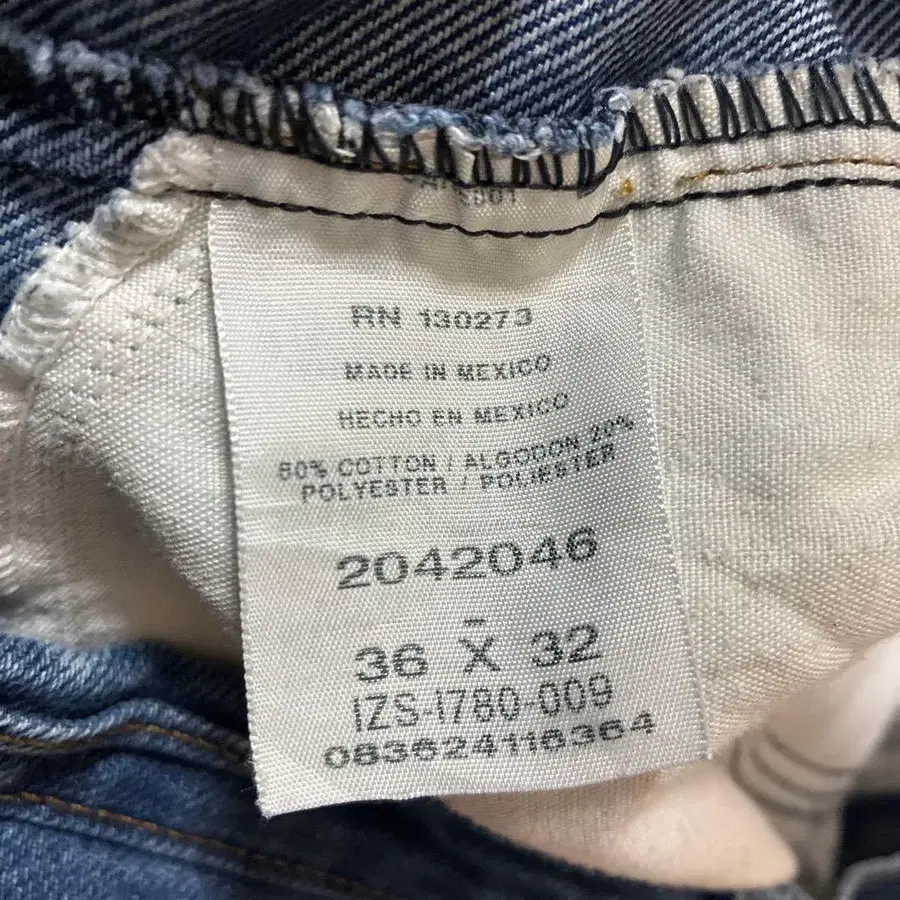 RN 130273
MADE IN MEXICO
HECHO EN MEXICO
80% COTTON / ALGODON 20%
POLYESTER / POLIESTER
2042046
36 X 32
IZS-I780-009
083624116364